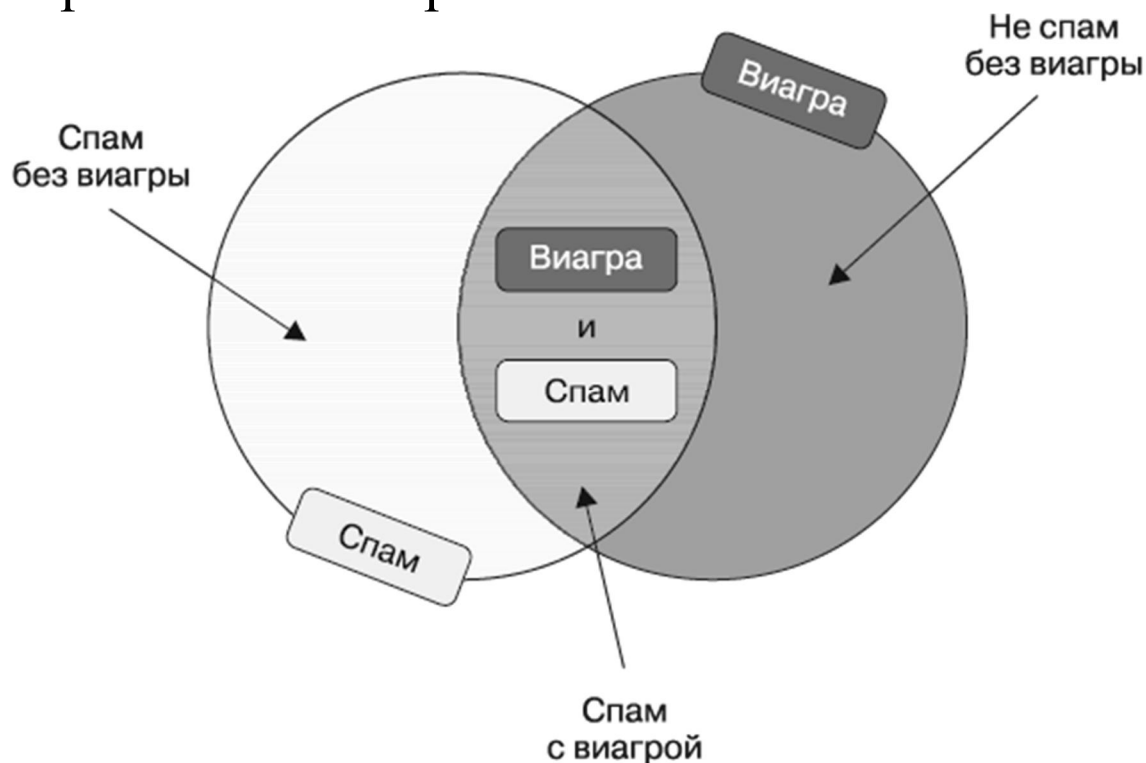 Не спам
без виагры
Виагра
Спам
без виагры
Виагра
и
Спам
Спам
Спам
с виагрой